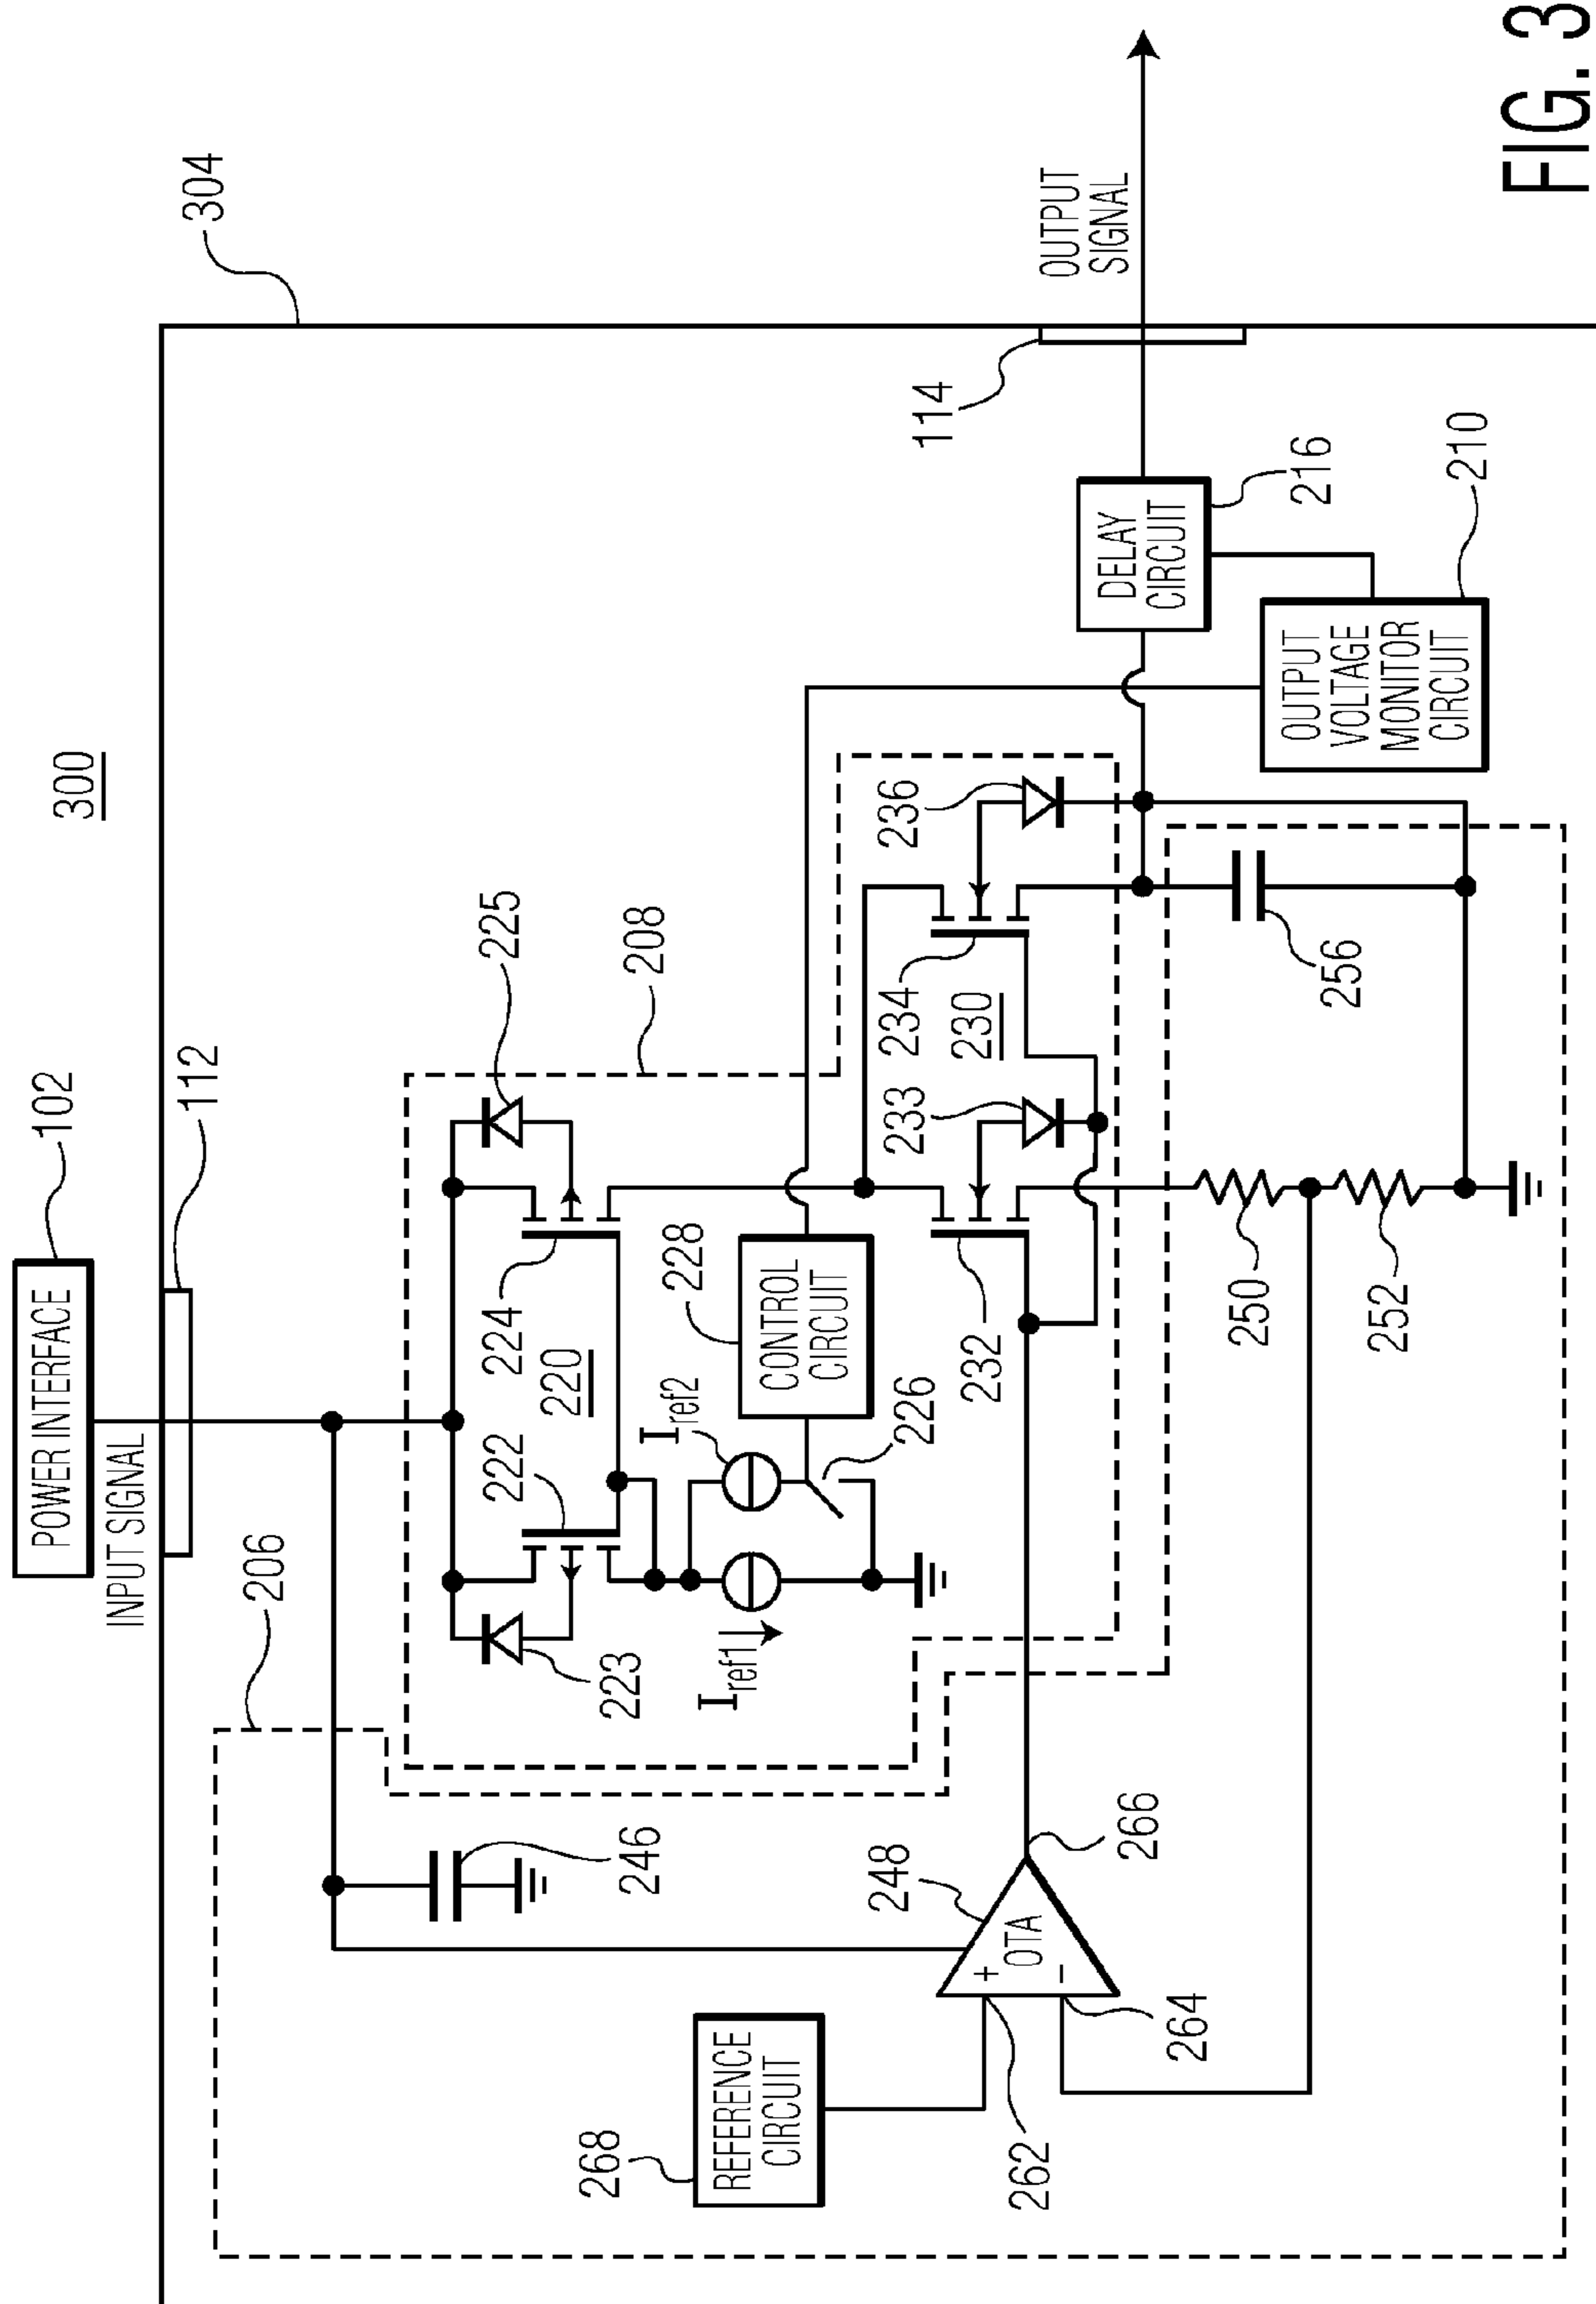 300
304
102
POWER INTERFACE
INPUT SIGNAL
112
206
225
208
223
222
224
220
Iref1
Iref2
226
228
CONTROL
CIRCUIT
246
236
234
230
233
232
114
OUTPUT
SIGNAL
DELAY
CIRCUIT
216
210
OUTPUT
VOLTAGE
MONITOR
CIRCUIT
256
250
252
268
REFERENCE
CIRCUIT
262
264
248
+
OTA
−
266
FIG. 3